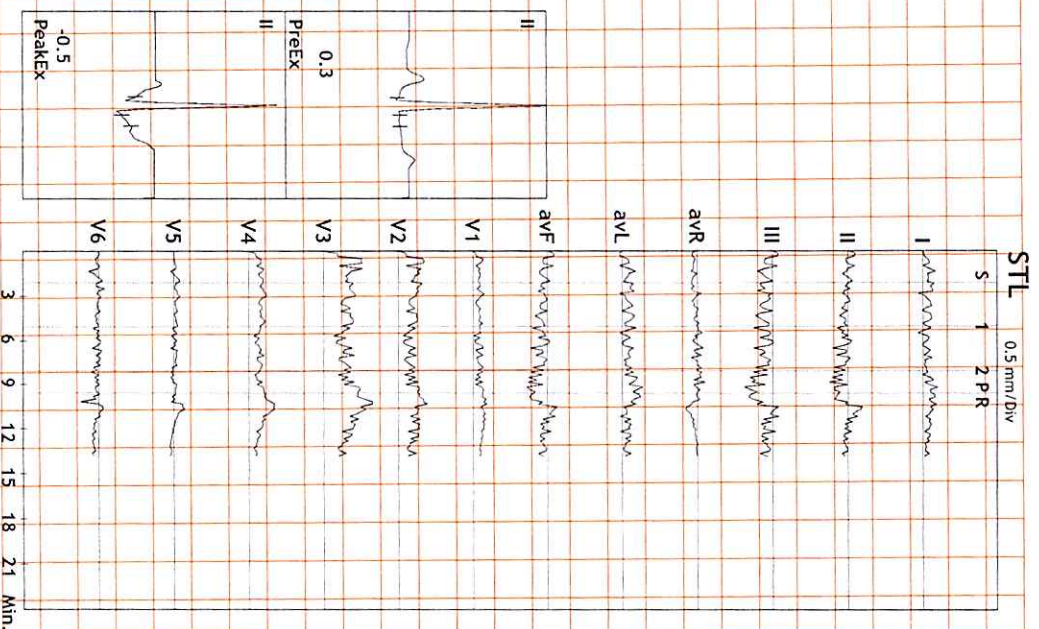 STL 0.5 mm/Div
S 1 2 P R
I
II
III
avR
avL
avF
V1
V2
V3
V4
V5
V6
3 6 9 12 15 18 21 Min.
II
0.3
PreEx
II
-0.5
PeakEx